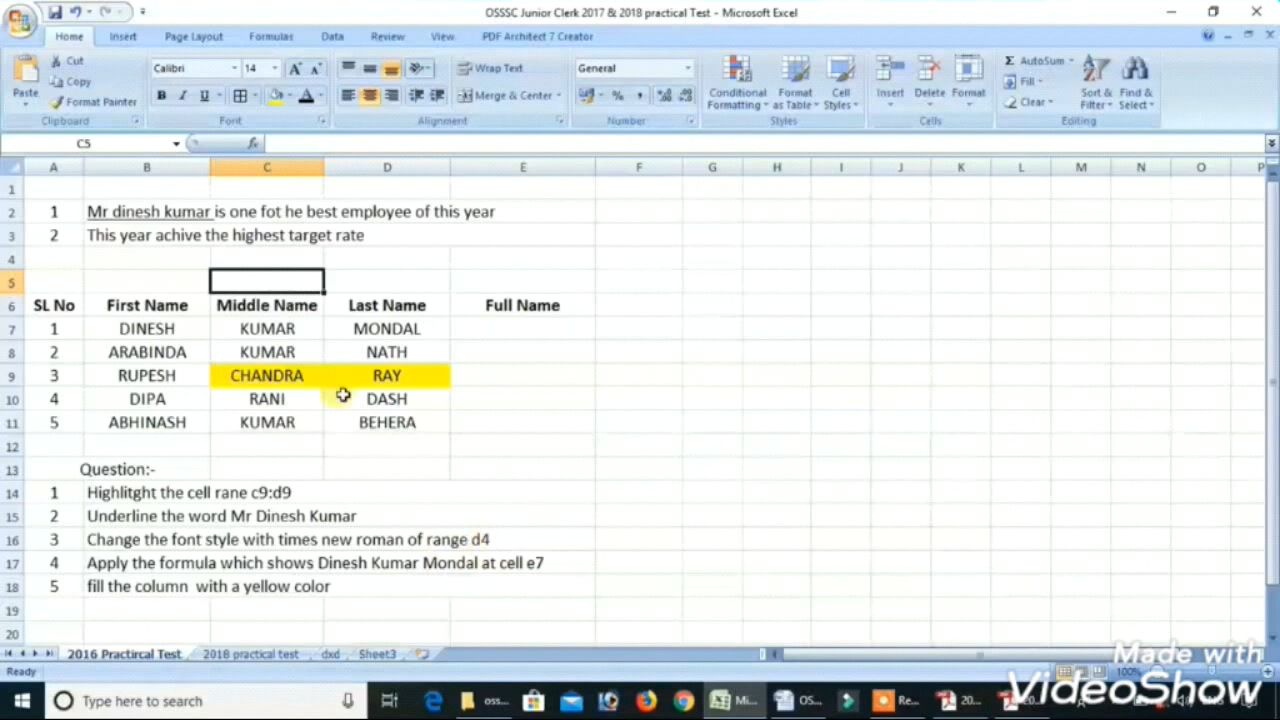 OSSSC Junior Clerk 2017 & 2018 practical Test - Microsoft Excel
Home Insert Page Layout Formulas Data Review View PDF Architect 7 Creator
Cut
Copy
Format Painter
Paste
Clipboard
Calibri 14
B I U
Font
Wrap Text
Merge & Center
Alignment
General
% ,
Number
Conditional Formatting
Format as Table
Cell Styles
Styles
Insert Delete Format
Cells
Σ AutoSum
Fill
Clear
Sort & Filter
Find & Select
Editing
C5 fx
A B C D E F G H I J K L M N O P
1
2 1 Mr dinesh kumar is one fot he best employee of this year
3 2 This year achive the highest target rate
4
5
6 SL No First Name Middle Name Last Name Full Name
7 1 DINESH KUMAR MONDAL
8 2 ARABINDA KUMAR NATH
9 3 RUPESH CHANDRA RAY
10 4 DIPA RANI DASH
11 5 ABHINASH KUMAR BEHERA
12
13 Question:-
14 1 Highlitght the cell rane c9:d9
15 2 Underline the word Mr Dinesh Kumar
16 3 Change the font style with times new roman of range d4
17 4 Apply the formula which shows Dinesh Kumar Mondal at cell e7
18 5 fill the column with a yellow color
19
20
2016 Practircal Test 2018 practical test dxd Sheet3
Ready 100%
Made with
VideoShow
Type here to search
oss... Mi... OS... Re... 20...